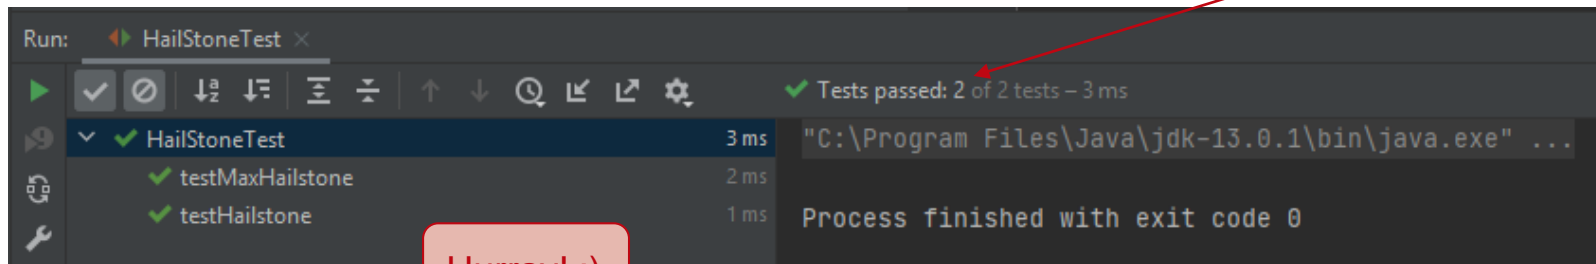 Run: HailStoneTest
Tests passed: 2 of 2 tests – 3 ms
HailStoneTest 3 ms
testMaxHailstone 2 ms
testHailstone 1 ms
"C:\Program Files\Java\jdk-13.0.1\bin\java.exe" ...
Process finished with exit code 0